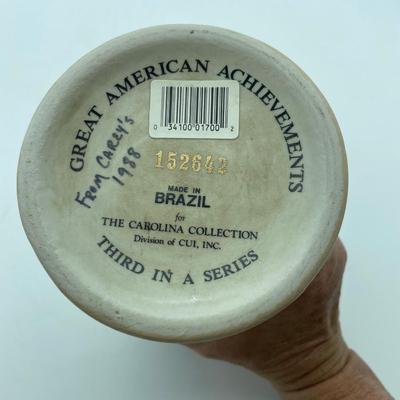 GREAT AMERICAN ACHIEVEMENTS
0 34100 01700 2
152642
From CAREY'S
1988
MADE IN
BRAZIL
for
THE CAROLINA COLLECTION
Division of CUI, INC.
THIRD IN A SERIES